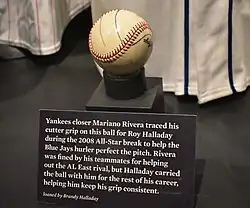 Yankees closer Mariano Rivera traced his
cutter grip on this ball for Roy Halladay
during the 2008 All-Star break to help the
Blue Jays hurler perfect the pitch. Rivera
was fined by his teammates for helping
out the AL East rival, but Halladay carried
the ball with him for the rest of his career,
helping him keep his grip consistent.
Loaned by Brandy Halladay